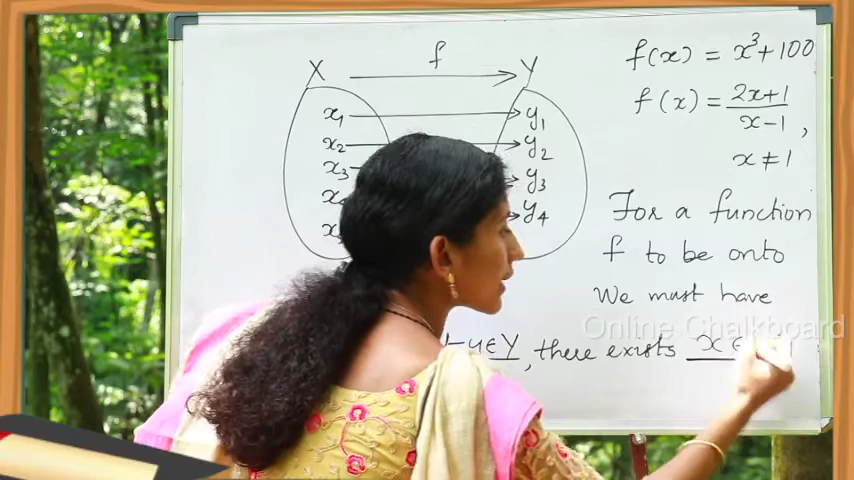 f
X Y
x1 y1
x2 y2
x3 y3
y4
f(x) = x³+100
f(x) = 2x+1
x-1 ,
x ≠ 1
For a function
f to be onto
We must have
y ∈ Y, there exists x ∈
Online Chalkboard